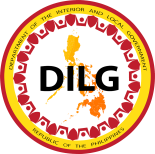 DEPARTMENT OF THE INTERIOR AND LOCAL GOVERNMENT
DILG
REPUBLIC OF THE PHILIPPINES